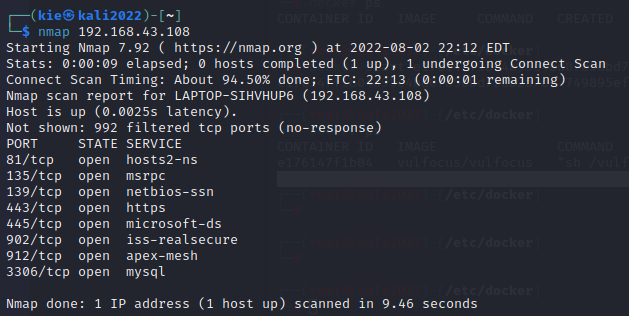 ┌──(kie㉿kali2022)-[~]
└─$ nmap 192.168.43.108
Starting Nmap 7.92 ( https://nmap.org ) at 2022-08-02 22:12 EDT
Stats: 0:00:09 elapsed; 0 hosts completed (1 up), 1 undergoing Connect Scan
Connect Scan Timing: About 94.50% done; ETC: 22:13 (0:00:01 remaining)
Nmap scan report for LAPTOP-SIHVHUP6 (192.168.43.108)
Host is up (0.0025s latency).
Not shown: 992 filtered tcp ports (no-response)
PORT STATE SERVICE
81/tcp open hosts2-ns
135/tcp open msrpc
139/tcp open netbios-ssn
443/tcp open https
445/tcp open microsoft-ds
902/tcp open iss-realsecure
912/tcp open apex-mesh
3306/tcp open mysql
Nmap done: 1 IP address (1 host up) scanned in 9.46 seconds
docker ps
CONTAINER ID IMAGE COMMAND CREATED
/etc/docker
CONTAINER ID IMAGE COMMAND
e176147f1b04 vulfocus/vulfocus "sh /vulf
/etc/docker
/etc/docker